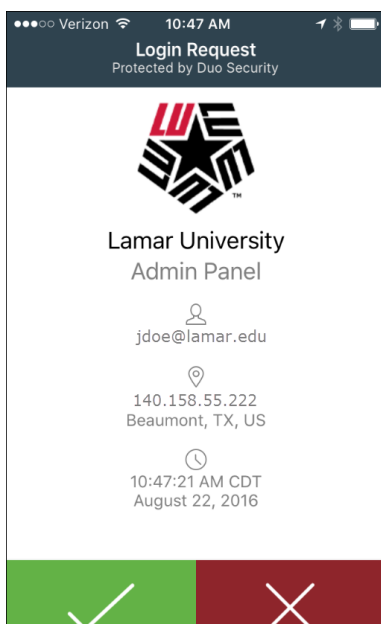 Verizon 10:47 AM
Login Request
Protected by Duo Security
LU
TM
Lamar University
Admin Panel
jdoe@lamar.edu
140.158.55.222
Beaumont, TX, US
10:47:21 AM CDT
August 22, 2016